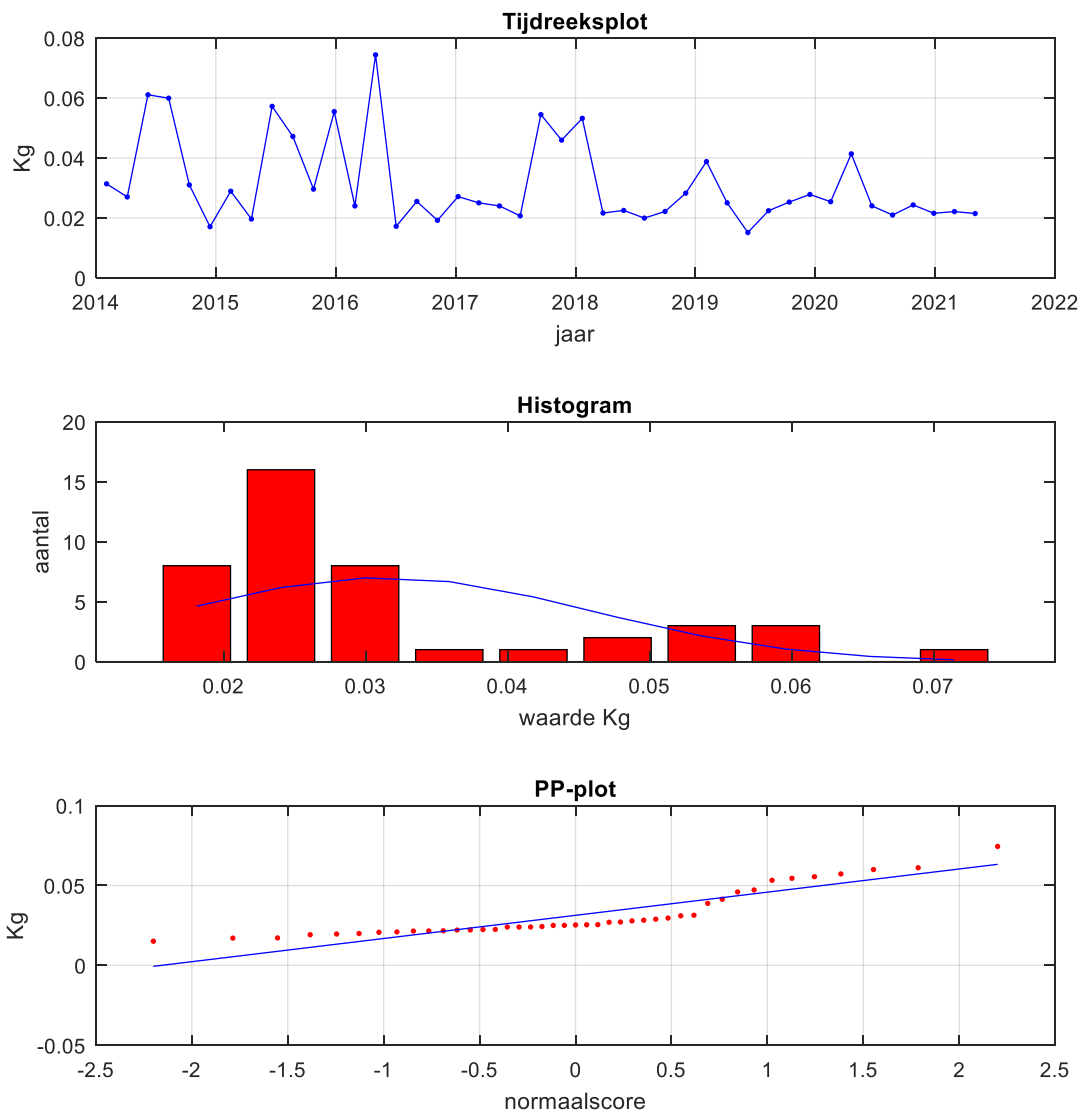 Tijdreeksplot
0.08
0.06
0.04
0.02
0
Kg
2014 2015 2016 2017 2018 2019 2020 2021 2022
jaar
Histogram
20
15
10
5
0
aantal
0.02 0.03 0.04 0.05 0.06 0.07
waarde Kg
PP-plot
0.1
0.05
0
-0.05
Kg
-2.5 -2 -1.5 -1 -0.5 0 0.5 1 1.5 2 2.5
normaalscore